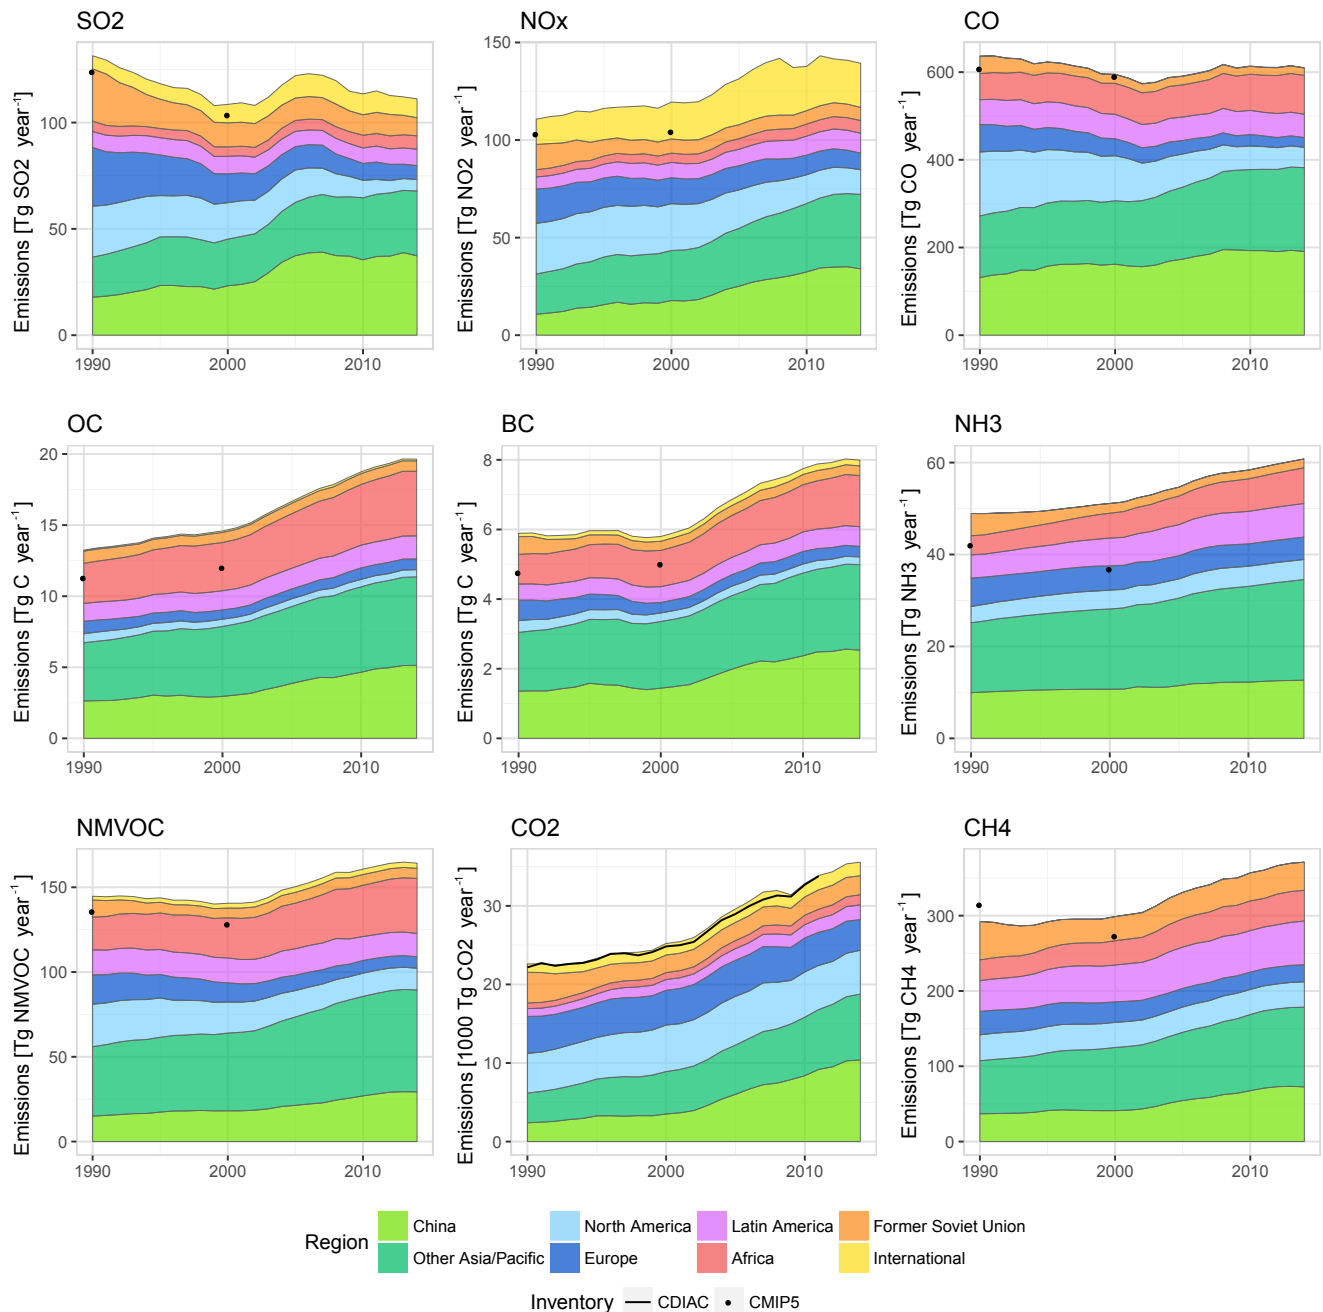 SO2
NOx
CO
Emissions [Tg SO2 year-1]
100
50
0
1990 2000 2010
Emissions [Tg NO2 year-1]
150
100
50
0
1990 2000 2010
Emissions [Tg CO year-1]
600
400
200
0
1990 2000 2010
OC
BC
NH3
Emissions [Tg C year-1]
20
15
10
5
0
1990 2000 2010
Emissions [Tg C year-1]
8
6
4
2
0
1990 2000 2010
Emissions [Tg NH3 year-1]
60
40
20
0
1990 2000 2010
NMVOC
CO2
CH4
Emissions [Tg NMVOC year-1]
150
100
50
0
1990 2000 2010
Emissions [1000 Tg CO2 year-1]
30
20
10
0
1990 2000 2010
Emissions [Tg CH4 year-1]
300
200
100
0
1990 2000 2010
Region
China North America Latin America Former Soviet Union
Other Asia/Pacific Europe Africa International
Inventory CDIAC CMIP5